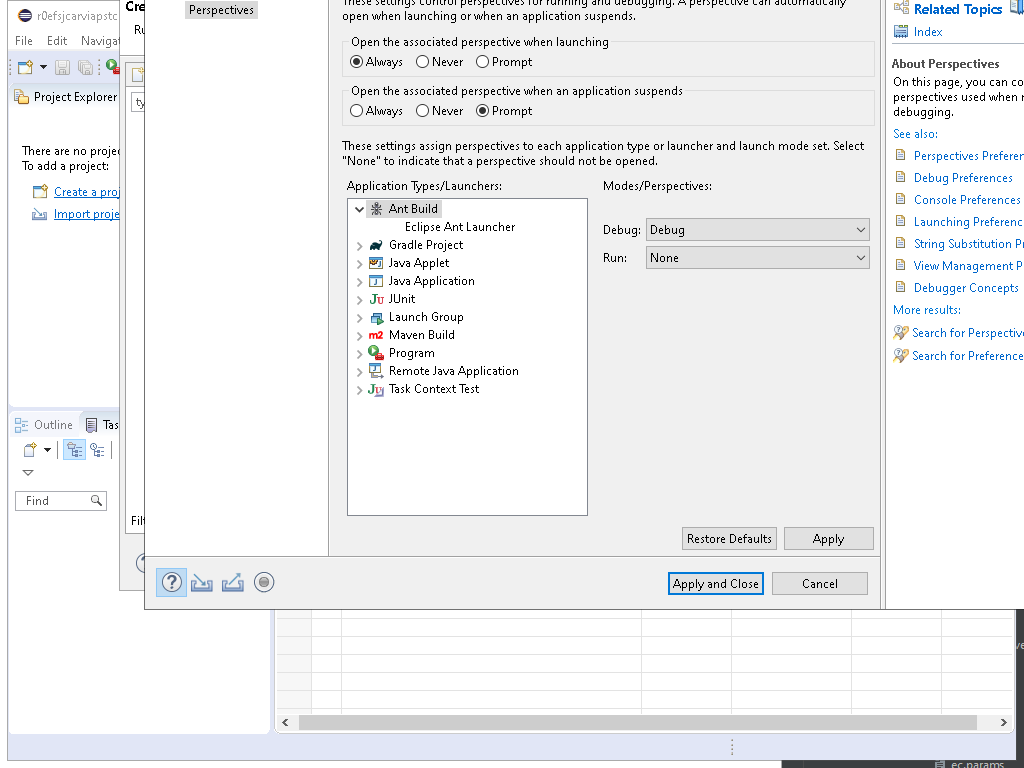 r0efsjcarviapstc
File Edit Navigat
Project Explorer
There are no projec
To add a project:
Create a proj
Import proje
Outline
Tas
Find
Cre
Ru
ty
Filt
Perspectives
These settings control perspectives for running and debugging. A perspective can automatically
open when launching or when an application suspends.
Open the associated perspective when launching
Always Never Prompt
Open the associated perspective when an application suspends
Always Never Prompt
These settings assign perspectives to each application type or launcher and launch mode set. Select
"None" to indicate that a perspective should not be opened.
Application Types/Launchers:
Ant Build
Eclipse Ant Launcher
Gradle Project
Java Applet
Java Application
JUnit
Launch Group
Maven Build
Program
Remote Java Application
Task Context Test
Modes/Perspectives:
Debug: Debug
Run: None
Restore Defaults
Apply
Apply and Close
Cancel
Related Topics
Index
About Perspectives
On this page, you can co
perspectives used when r
debugging.
See also:
Perspectives Preferen
Debug Preferences
Console Preferences
Launching Preferenc
String Substitution P
View Management P
Debugger Concepts
More results:
Search for Perspective
Search for Preference
ve
ec.params